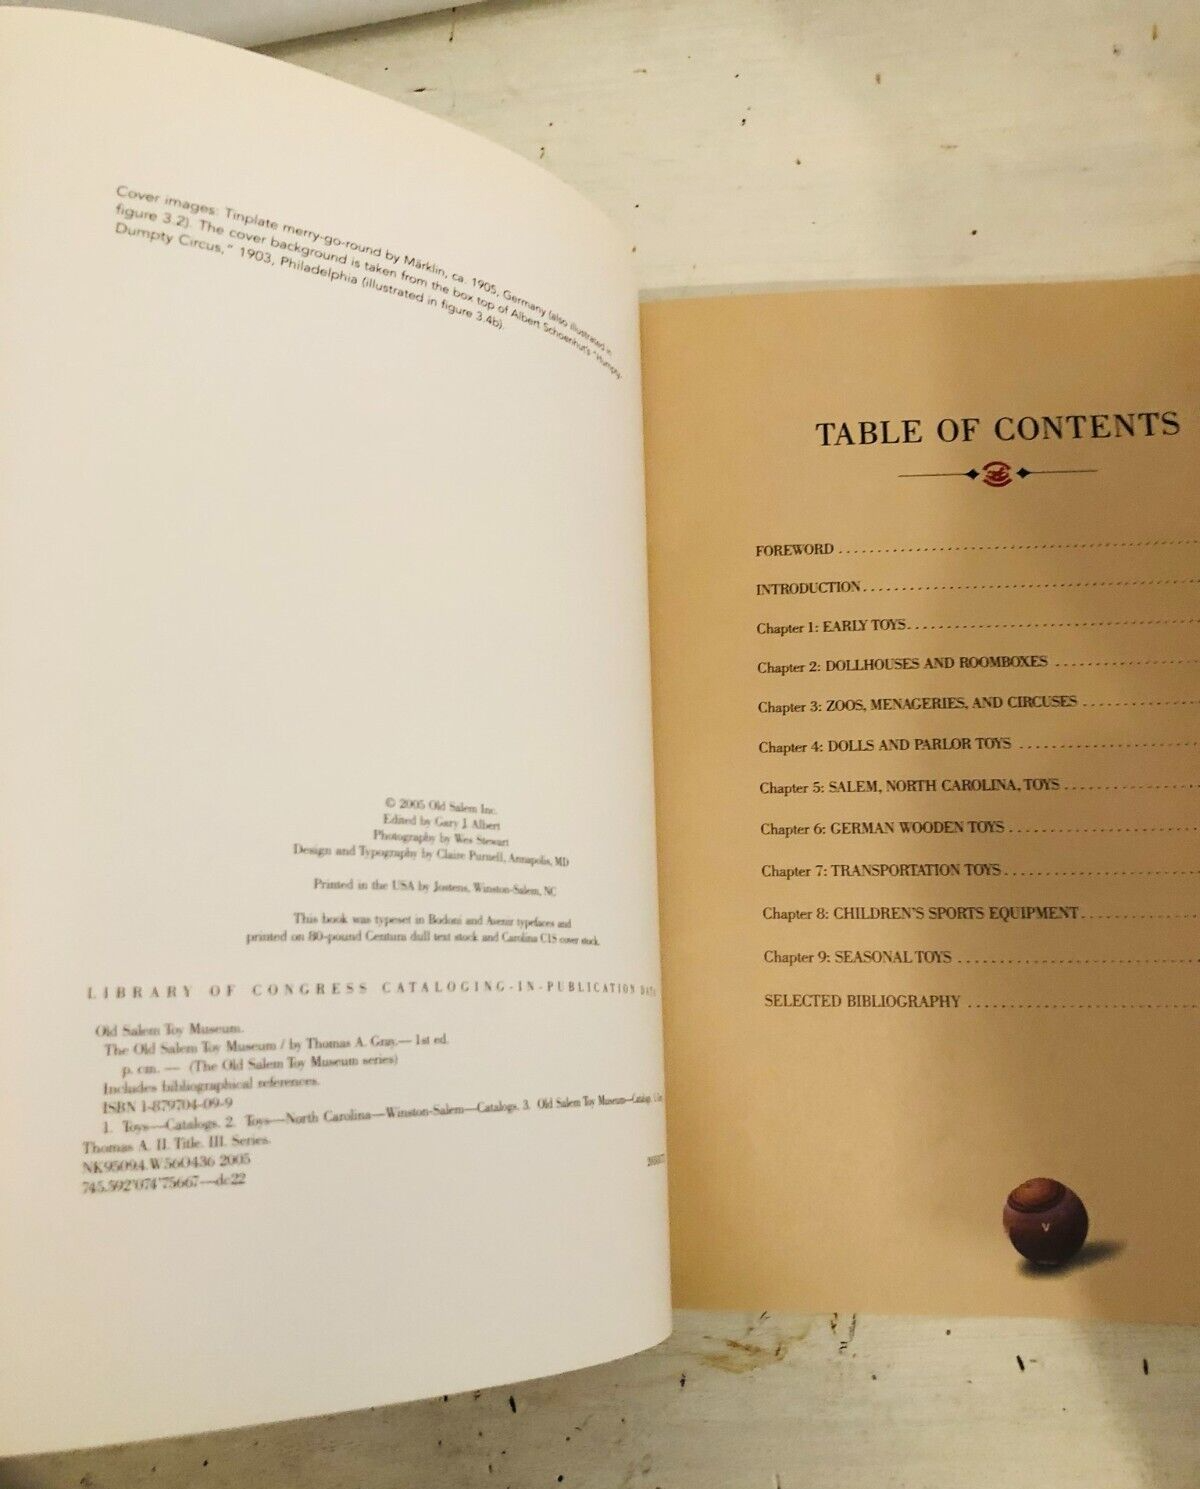 Cover images: Tinplate merry-go-round by Märklin, ca. 1905, Germany (also illustrated in
figure 3.2). The cover background is taken from the box top of Albert Schoenhut's "Humpty
Dumpty Circus," 1903, Philadelphia (illustrated in figure 3.4b).
© 2005 Old Salem Inc.
Edited by Gary J. Albert
Photography by Wes Stewart
Design and Typography by Claire Purnell, Annapolis, MD
Printed in the USA by Jostens, Winston-Salem, NC
This book was typeset in Bodoni and Avenir typefaces and
printed on 80-pound Centura dull text stock and Carolina C1S cover stock.
LIBRARY OF CONGRESS CATALOGING-IN-PUBLICATION DATA
Old Salem Toy Museum.
The Old Salem Toy Museum / by Thomas A. Gray.— 1st ed.
p. cm. — (The Old Salem Toy Museum series)
Includes bibliographical references.
ISBN 1-879704-09-9
1. Toys—Catalogs. 2. Toys—North Carolina—Winston-Salem—Catalogs. 3. Old Salem Toy Museum—Catalogs. I.
Thomas A. II. Title. III. Series.
NK9509.4.W56O436 2005
745.592'074'75667—dc22
TABLE OF CONTENTS
FOREWORD
INTRODUCTION
Chapter 1: EARLY TOYS
Chapter 2: DOLLHOUSES AND ROOMBOXES
Chapter 3: ZOOS, MENAGERIES, AND CIRCUSES
Chapter 4: DOLLS AND PARLOR TOYS
Chapter 5: SALEM, NORTH CAROLINA, TOYS
Chapter 6: GERMAN WOODEN TOYS
Chapter 7: TRANSPORTATION TOYS
Chapter 8: CHILDREN'S SPORTS EQUIPMENT
Chapter 9: SEASONAL TOYS
SELECTED BIBLIOGRAPHY
V